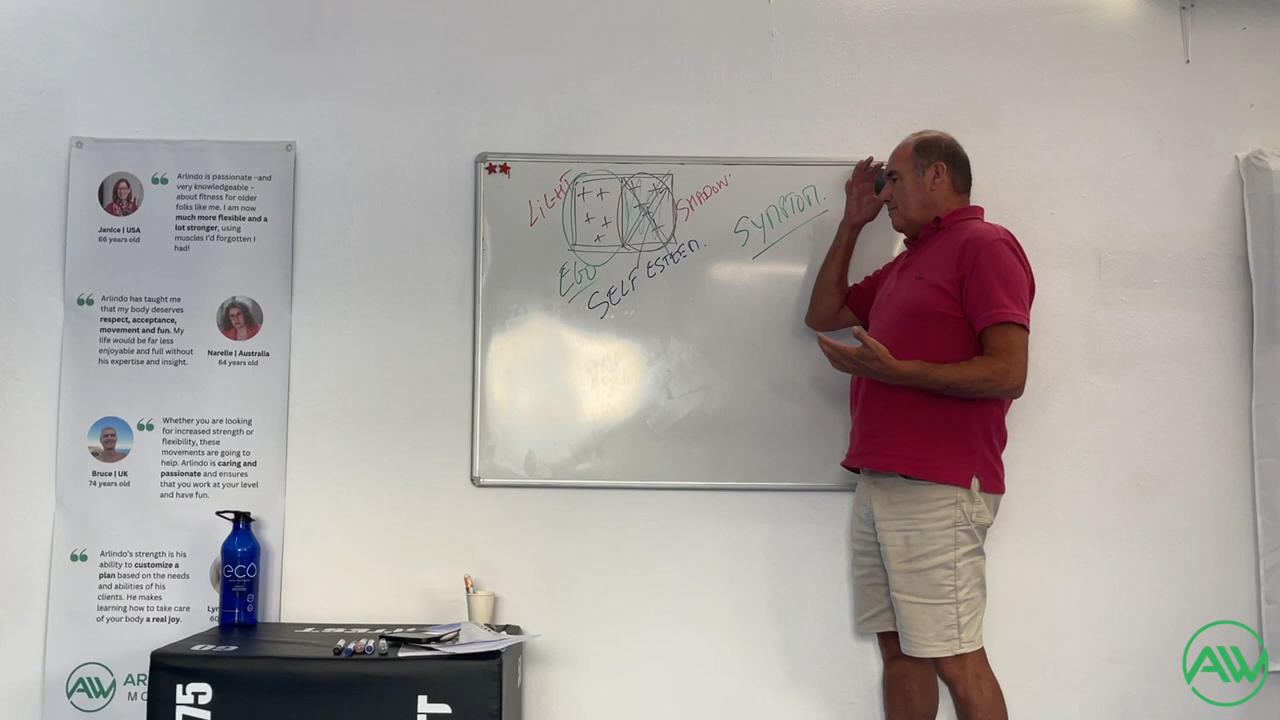 Arlindo is passionate –and
very knowledgeable –
about fitness for older
folks like me. I am now
much more flexible and a
lot stronger, using
muscles I'd forgotten I
had!
Janice | USA
66 years old
Arlindo has taught me
that my body deserves
respect, acceptance,
movement and fun. My
life would be far less
enjoyable and full without
his expertise and insight.
Narelle | Australia
64 years old
Whether you are looking
for increased strength or
flexibility, these
movements are going to
help. Arlindo is caring and
passionate and ensures
that you work at your level
and have fun.
Bruce | UK
74 years old
Arlindo's strength is his
ability to customize a
plan based on the needs
and abilities of his
clients. He makes
learning how to take care
of your body a real joy.
AW
eco
60
75
LIGHT
SHADOW
EGO
SELF ESTEEM.
SYMPTOM.
AW